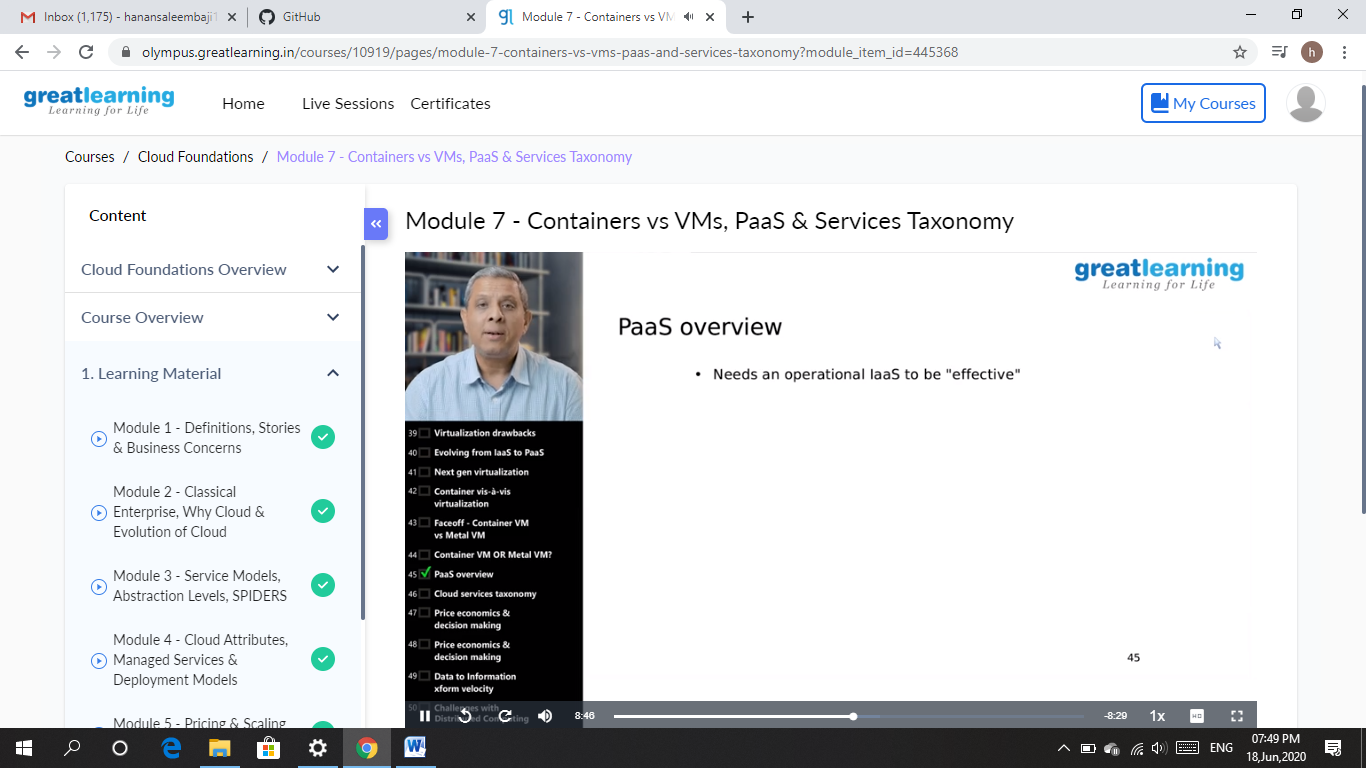 Inbox (1,175) - hanansaleembaji1
GitHub
Module 7 - Containers vs VM
olympus.greatlearning.in/courses/10919/pages/module-7-containers-vs-vms-paas-and-services-taxonomy?module_item_id=445368
h
greatlearning
Learning for Life
Home
Live Sessions
Certificates
My Courses
Courses / Cloud Foundations / Module 7 - Containers vs VMs, PaaS & Services Taxonomy
Content
Cloud Foundations Overview
Course Overview
1. Learning Material
Module 1 - Definitions, Stories
& Business Concerns
Module 2 - Classical
Enterprise, Why Cloud &
Evolution of Cloud
Module 3 - Service Models,
Abstraction Levels, SPIDERS
Module 4 - Cloud Attributes,
Managed Services &
Deployment Models
Module 5 - Pricing & Scaling
Module 7 - Containers vs VMs, PaaS & Services Taxonomy
greatlearning
Learning for Life
PaaS overview
• Needs an operational IaaS to be "effective"
39 Virtualization drawbacks
40 Evolving from IaaS to PaaS
41 Next gen virtualization
42 Container vis-à-vis
virtualization
43 Faceoff - Container VM
vs Metal VM
44 Container VM OR Metal VM?
45 PaaS overview
46 Cloud services taxonomy
47 Price economics &
decision making
48 Price economics &
decision making
49 Data to Information
xform velocity
50 Challenges with
Distributed Computing
45
8:46
-8:29
1x
HD
ENG
07:49 PM
18,Jun,2020